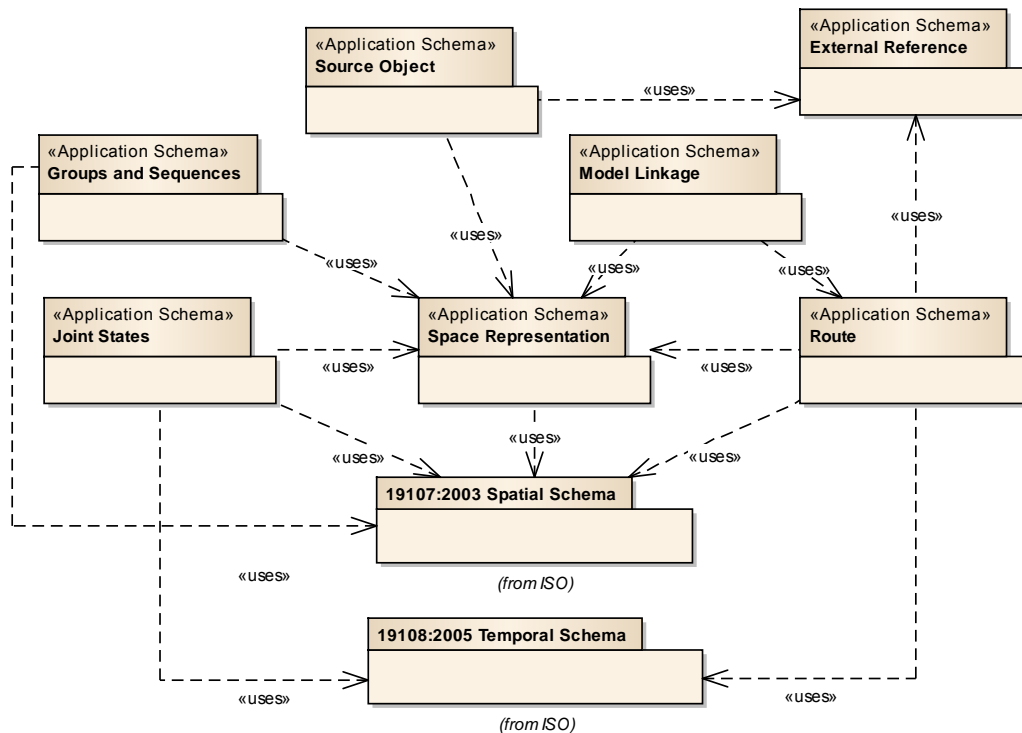 «Application Schema»
Source Object
«Application Schema»
External Reference
«uses»
«Application Schema»
Groups and Sequences
«Application Schema»
Model Linkage
«uses»
«uses»
«uses»
«uses»
«uses»
«Application Schema»
Joint States
«Application Schema»
Space Representation
«Application Schema»
Route
«uses»
«uses»
«uses»
«uses»
«uses»
19107:2003 Spatial Schema
«uses»
(from ISO)
19108:2005 Temporal Schema
«uses»
«uses»
(from ISO)